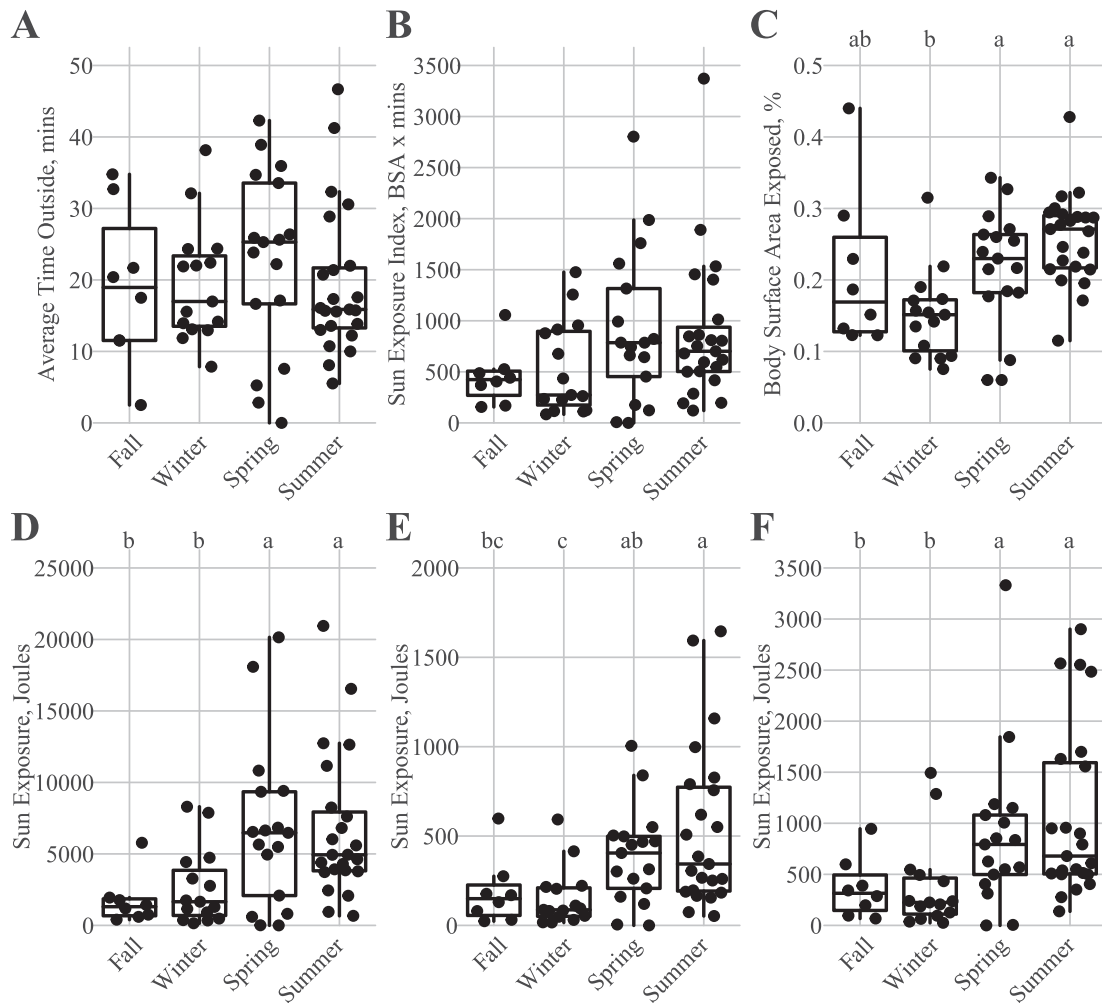 A
Average Time Outside, mins
50
40
30
20
10
0
Fall
Winter
Spring
Summer
B
Sun Exposure Index, BSA x mins
3500
3000
2500
2000
1500
1000
500
0
Fall
Winter
Spring
Summer
C
ab b a a
Body Surface Area Exposed, %
0.5
0.4
0.3
0.2
0.1
0.0
Fall
Winter
Spring
Summer
D
b b a a
Sun Exposure, Joules
25000
20000
15000
10000
5000
0
Fall
Winter
Spring
Summer
E
bc c ab a
Sun Exposure, Joules
2000
1500
1000
500
0
Fall
Winter
Spring
Summer
F
b b a a
Sun Exposure, Joules
3500
3000
2500
2000
1500
1000
500
0
Fall
Winter
Spring
Summer